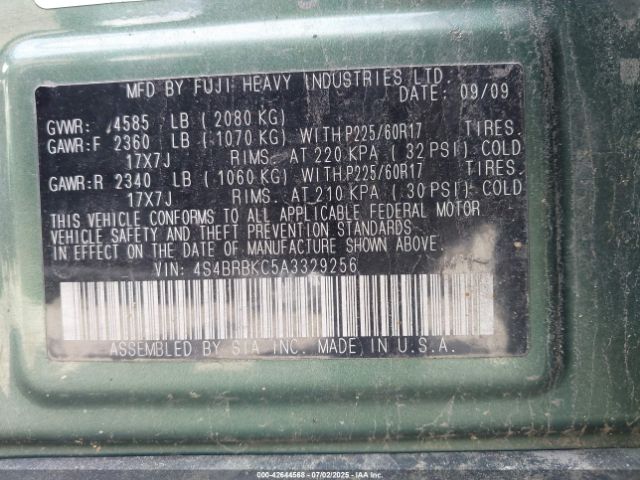 MFD BY FUJI HEAVY INDUSTRIES LTD.
DATE: 09/09
GVWR: 4585 LB (2080 KG)
GAWR:F 2360 LB (1070 KG) WITH P225/60R17 TIRES.
17X7J RIMS. AT 220 KPA (32 PSI) COLD
GAWR:R 2340 LB (1060 KG) WITH P225/60R17 TIRES.
17X7J RIMS. AT 210 KPA (30 PSI) COLD
THIS VEHICLE CONFORMS TO ALL APPLICABLE FEDERAL MOTOR
VEHICLE SAFETY AND THEFT PREVENTION STANDARDS
IN EFFECT ON THE DATE OF MANUFACTURE SHOWN ABOVE.
VIN: 4S4BRBKC5A3329256
ASSEMBLED BY SIA INC. MADE IN U.S.A.
000-42644568 - 07/02/2025 - IAAI.COM